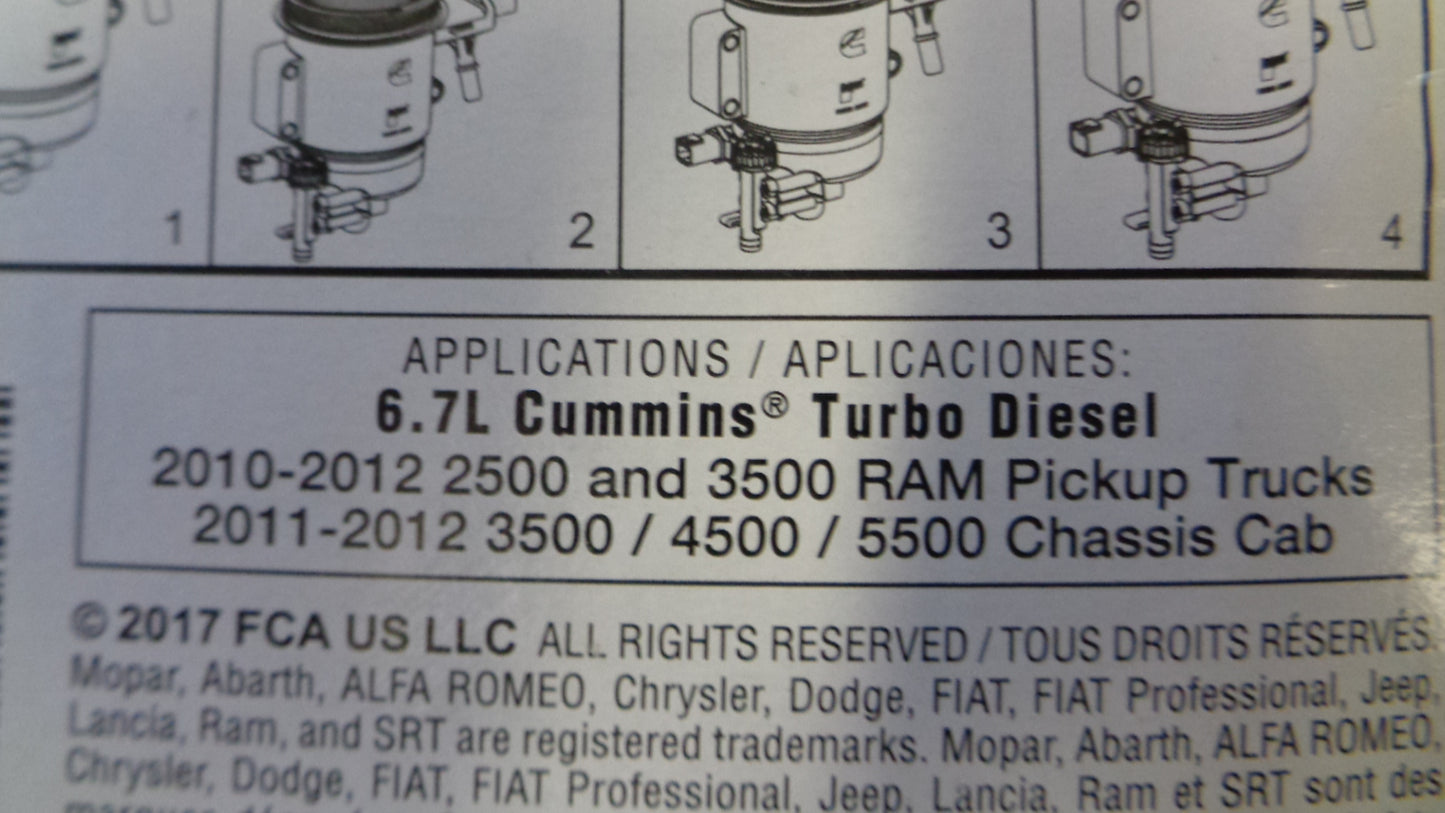 1
2
3
4
APPLICATIONS / APLICACIONES:
6.7L Cummins® Turbo Diesel
2010-2012 2500 and 3500 RAM Pickup Trucks
2011-2012 3500 / 4500 / 5500 Chassis Cab
© 2017 FCA US LLC ALL RIGHTS RESERVED / TOUS DROITS RÉSERVÉS.
Mopar, Abarth, ALFA ROMEO, Chrysler, Dodge, FIAT, FIAT Professional, Jeep,
Lancia, Ram, and SRT are registered trademarks. Mopar, Abarth, ALFA ROMEO,
Chrysler, Dodge, FIAT, FIAT Professional, Jeep, Lancia, Ram et SRT sont des